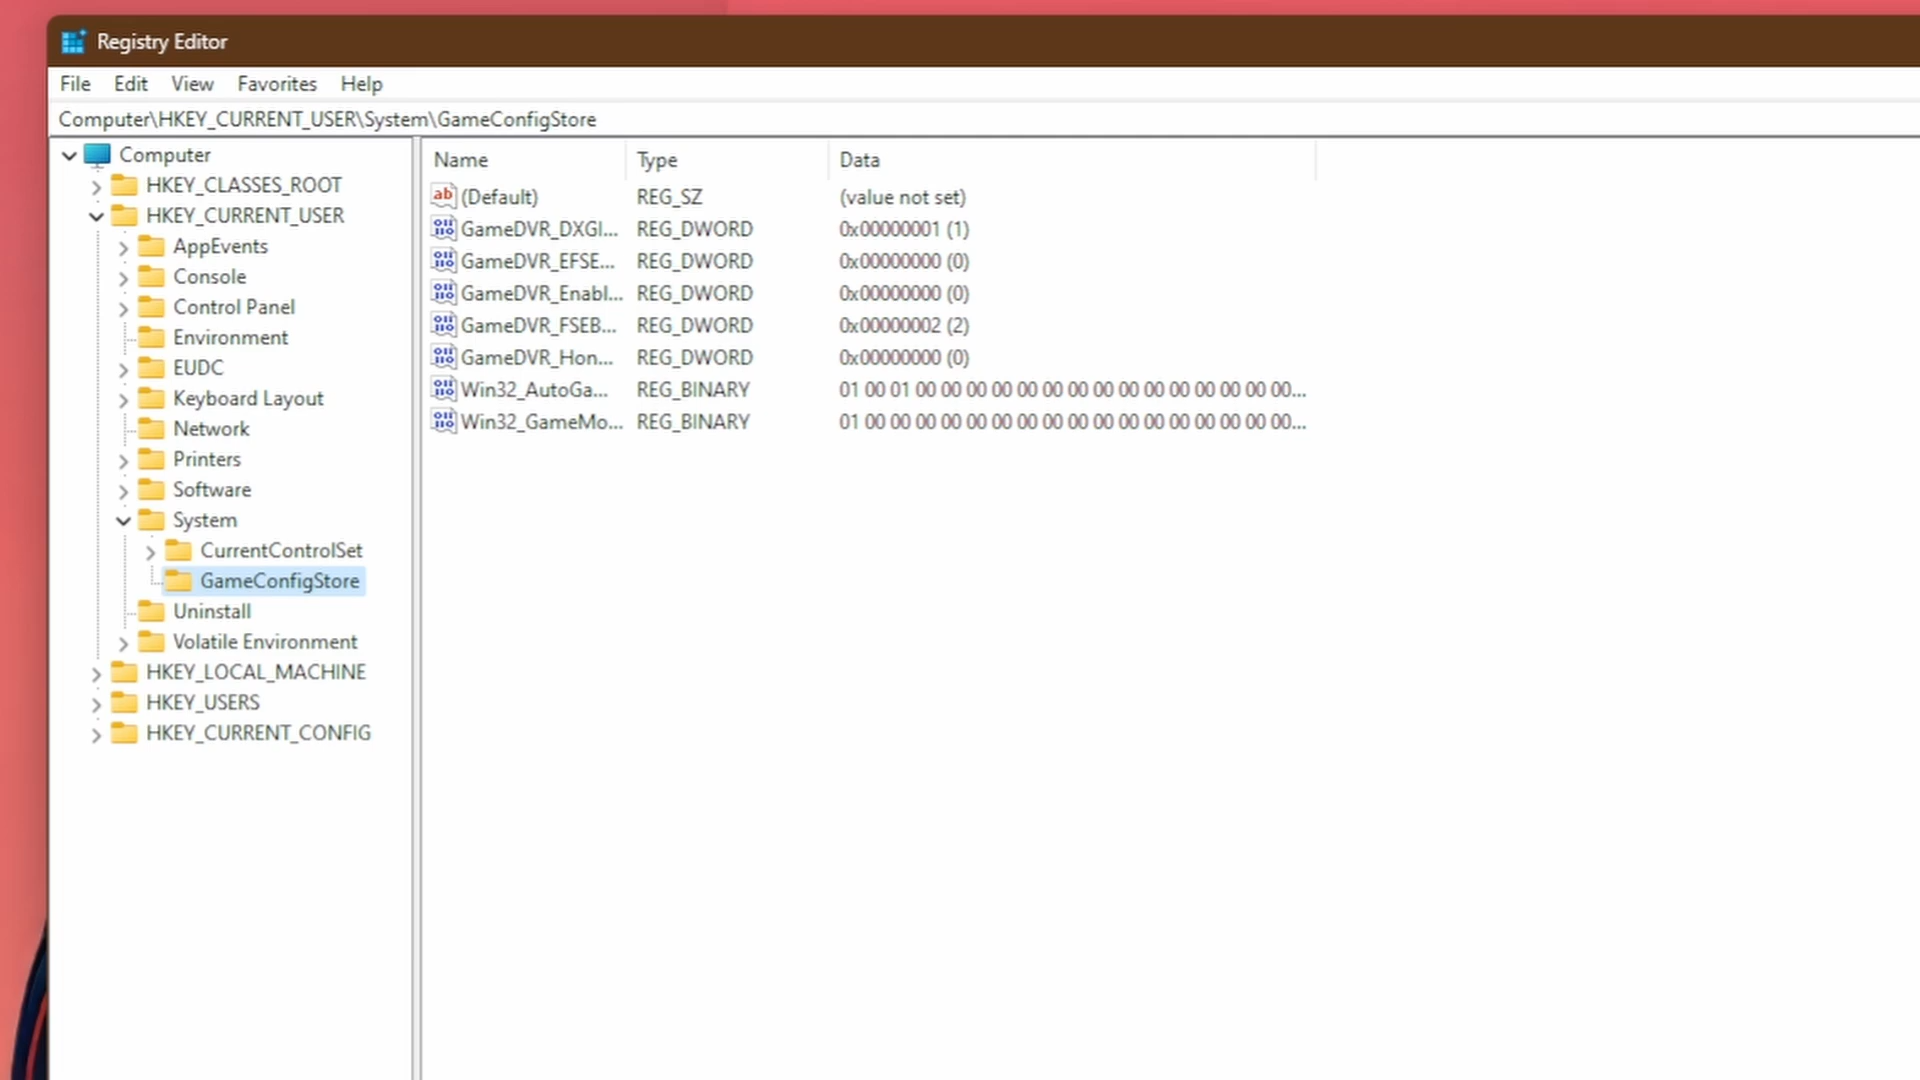 Registry Editor
File Edit View Favorites Help
Computer\HKEY_CURRENT_USER\System\GameConfigStore
Computer
HKEY_CLASSES_ROOT
HKEY_CURRENT_USER
AppEvents
Console
Control Panel
Environment
EUDC
Keyboard Layout
Network
Printers
Software
System
CurrentControlSet
GameConfigStore
Uninstall
Volatile Environment
HKEY_LOCAL_MACHINE
HKEY_USERS
HKEY_CURRENT_CONFIG
Name Type Data
(Default) REG_SZ (value not set)
GameDVR_DXGI... REG_DWORD 0x00000001 (1)
GameDVR_EFSE... REG_DWORD 0x00000000 (0)
GameDVR_Enabl... REG_DWORD 0x00000000 (0)
GameDVR_FSEB... REG_DWORD 0x00000002 (2)
GameDVR_Hon... REG_DWORD 0x00000000 (0)
Win32_AutoGa... REG_BINARY 01 00 01 00 00 00 00 00 00 00 00 00 00 00 00 00 00 00...
Win32_GameMo... REG_BINARY 01 00 00 00 00 00 00 00 00 00 00 00 00 00 00 00 00 00...